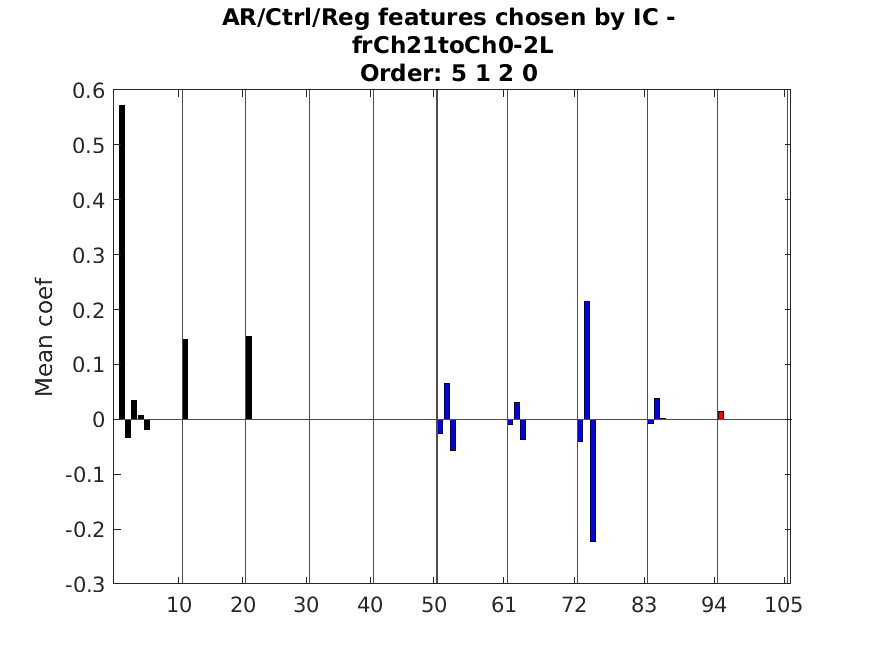 AR/Ctrl/Reg features chosen by IC -
frCh21toCh0-2L
Order: 5 1 2 0
0.6
0.5
0.4
0.3
0.2
0.1
0
-0.1
-0.2
-0.3
Mean coef
10 20 30 40 50 61 72 83 94 105